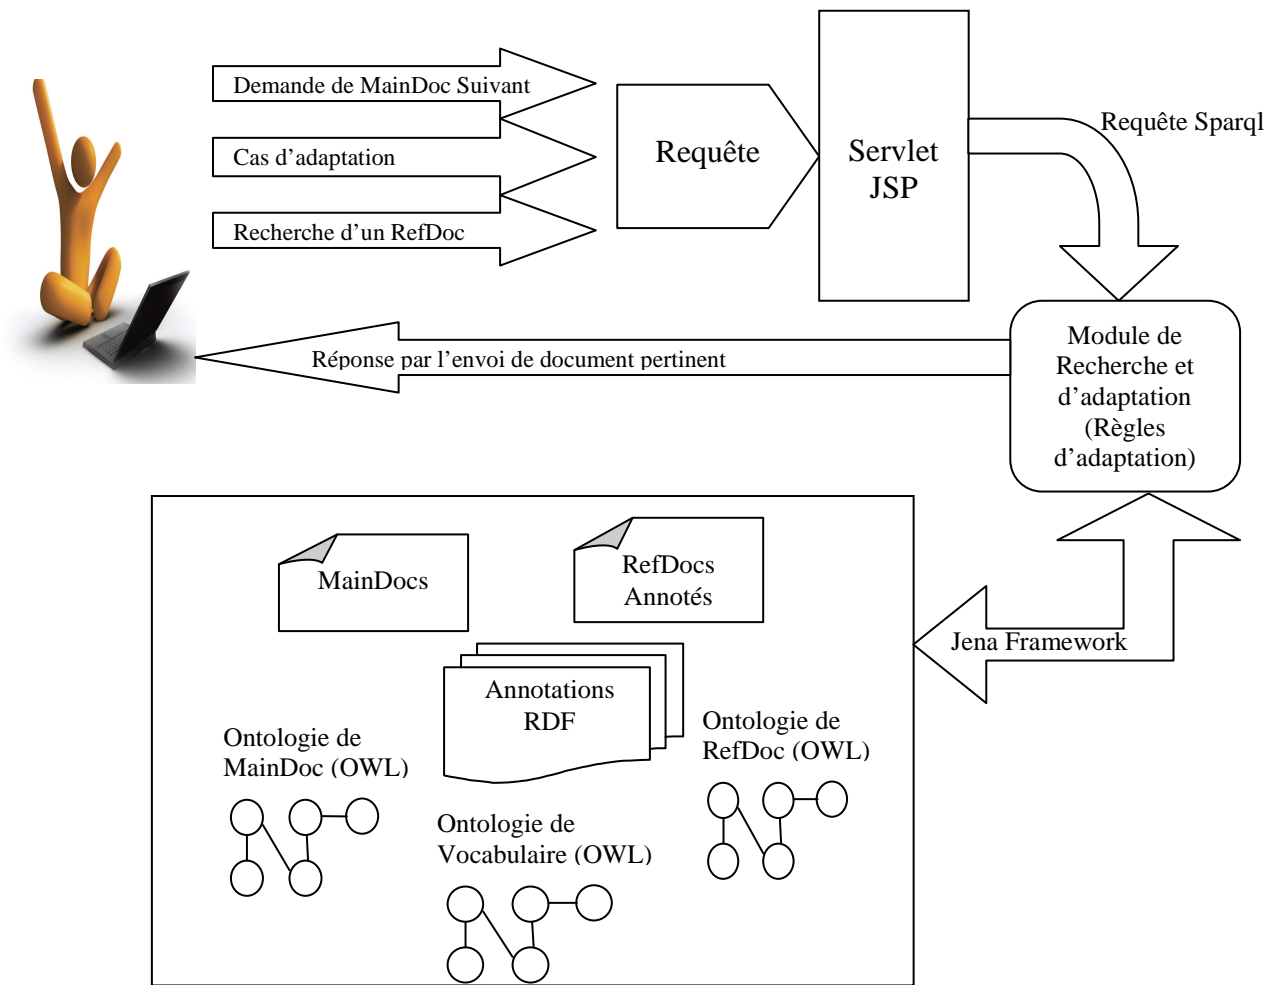 Demande de MainDoc Suivant
Cas d’adaptation
Recherche d’un RefDoc
Requête
Servlet
JSP
Requête Sparql
Réponse par l’envoi de document pertinent
Module de
Recherche et
d’adaptation
(Règles
d’adaptation)
MainDocs
RefDocs
Annotés
Jena Framework
Annotations
RDF
Ontologie de
MainDoc (OWL)
Ontologie de
RefDoc (OWL)
Ontologie de
Vocabulaire (OWL)